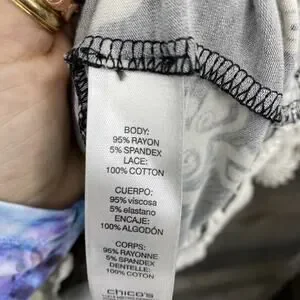 BODY:
95% RAYON
5% SPANDEX
LACE:
100% COTTON
CUERPO:
95% viscosa
5% elastano
ENCAJE:
100% ALGODÓN
CORPS:
95% RAYONNE
5% SPANDEX
DENTELLE:
100% COTON
chico's